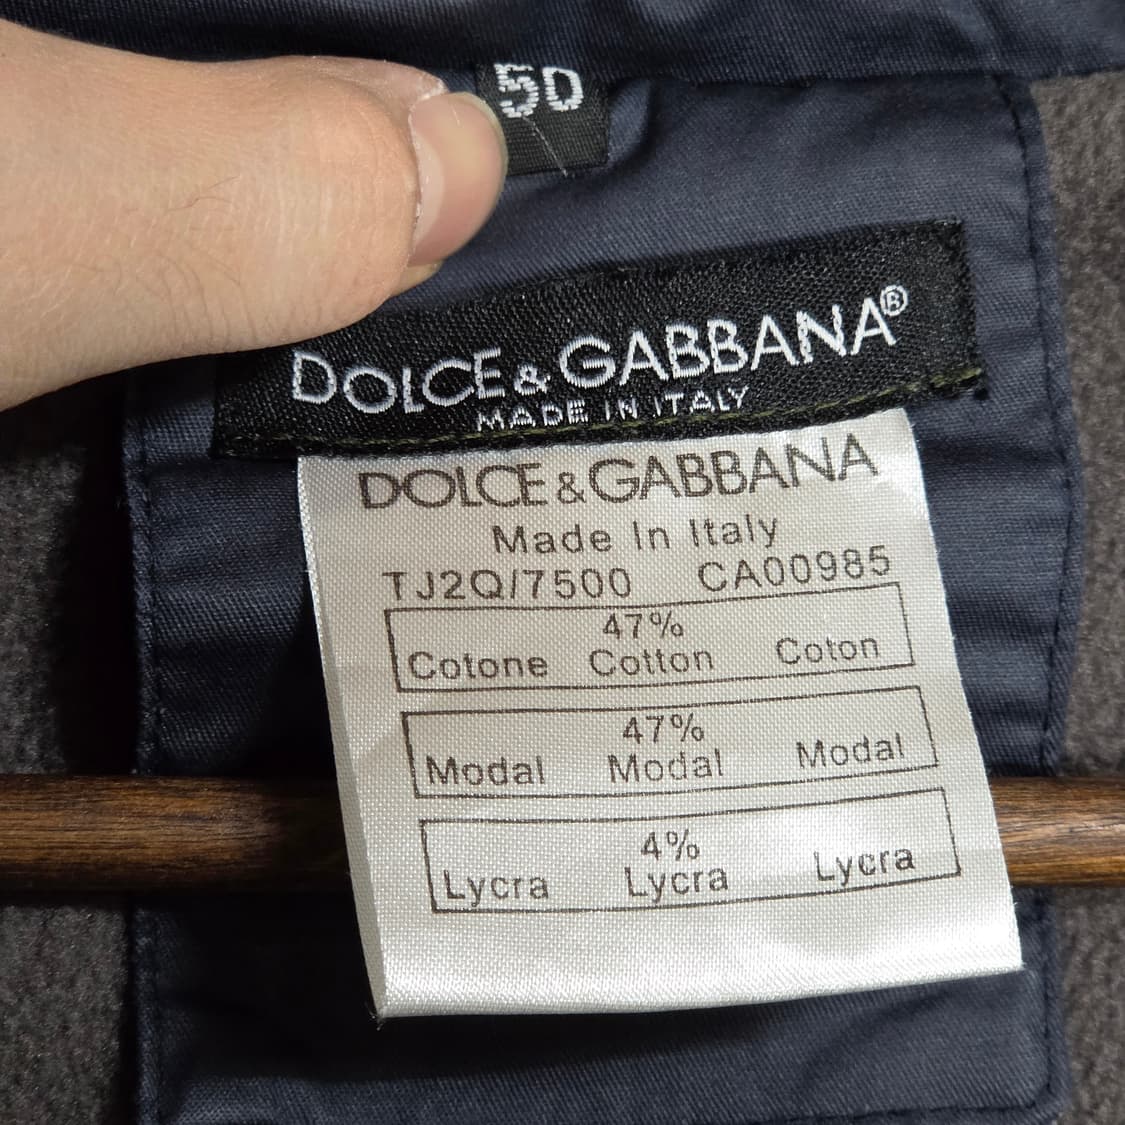 50
DOLCE & GABBANA®
MADE IN ITALY
DOLCE & GABBANA
Made In Italy
TJ2Q/7500 CA00985
47%
Cotone Cotton Coton
47%
Modal Modal Modal
4%
Lycra Lycra Lycra